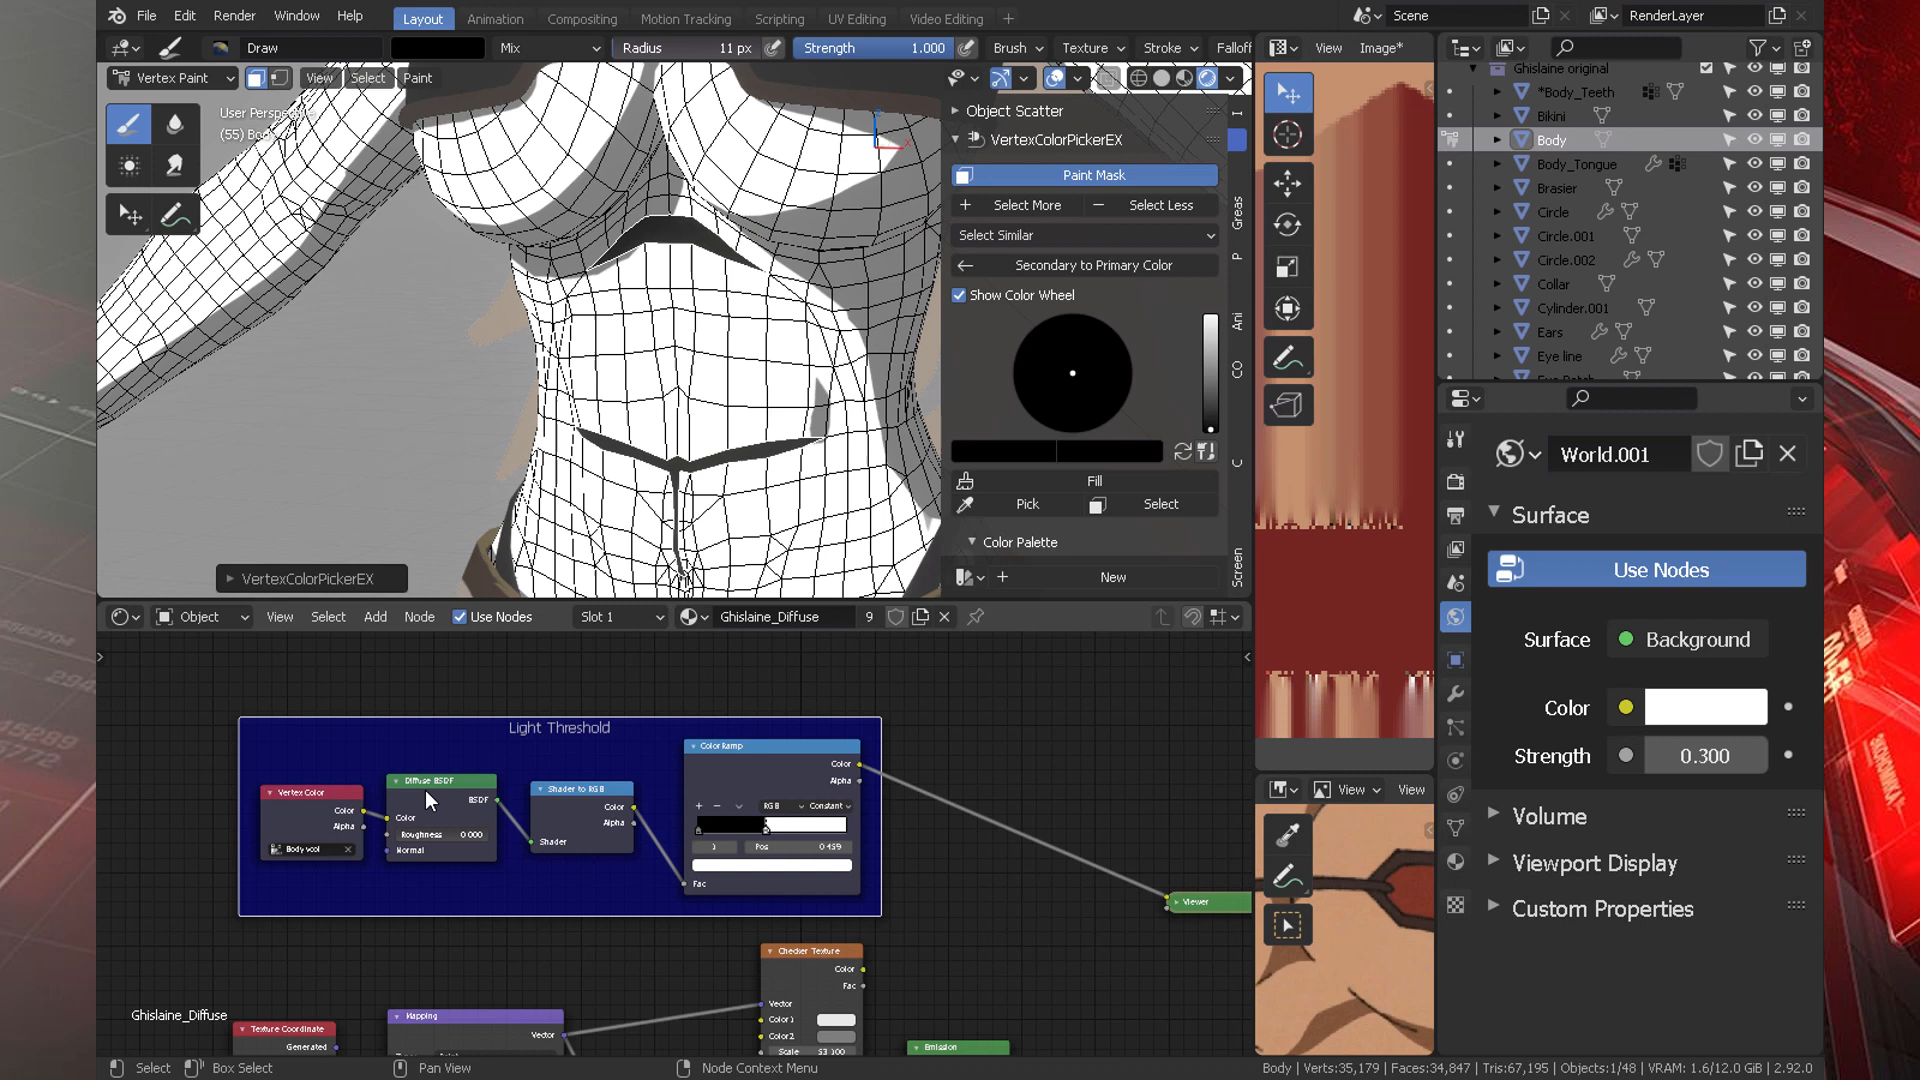 File Edit Render Window Help Layout Animation Compositing Modeling Tracking Scripting UV Editing Video Editing Scene RenderLayer
Draw Mix Radius 11 px Strength 1.000 Brush Texture Stroke Falloff View Image*
Vertex Paint View Select Paint
User Perspe
(55) Bo
Object Scatter
VertexColorPickerEX
Paint Mask
Select More Select Less
Select Similar
Secondary to Primary Color
Show Color Wheel
Fill
Pick Select
Color Palette
New
Greas
P
Ani
CO
C
Screen
VertexColorPickerEX
Ghislaine original
*Body_Teeth
Bikini
Body
Body_Tongue
Brasier
Circle
Circle.001
Circle.002
Collar
Cylinder.001
Ears
Eye line
World.001
Surface
Use Nodes
Surface Background
Color
Strength 0.300
Volume
Viewport Display
Custom Properties
Object View Select Add Node Use Nodes Slot 1 Ghislaine_Diffuse 9
Light Threshold
Vertex Color
Color
Alpha
Body vcol
Diffuse BSDF
BSDF
Color
Roughness 0.000
Normal
Shader to RGB
Color
Alpha
Shader
Color Ramp
Color
Alpha
RGB Constant
1 Pos 0.459
Fac
Viewer
Checker Texture
Color
Fac
Vector
Color1
Color2
Scale
Mapping
Vector
Emission
Ghislaine_Diffuse
Texture Coordinate
Generated
View View
Select Box Select Pan View Node Context Menu
Body | Verts:35,179 | Faces:34,847 | Tris:67,195 | Objects:1/48 | VRAM: 1.6/12.0 GiB | 2.92.0